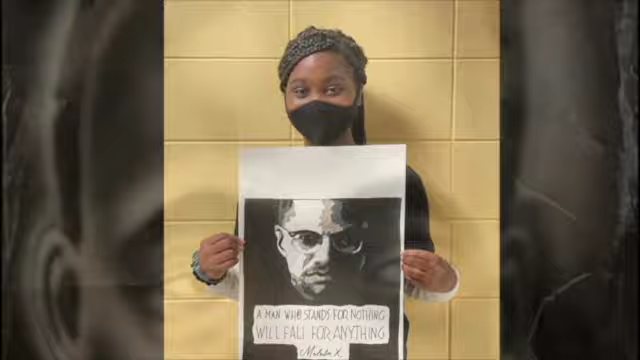 A MAN WHO STANDS FOR NOTHING
WILL FALL FOR ANYTHING
Malcolm X